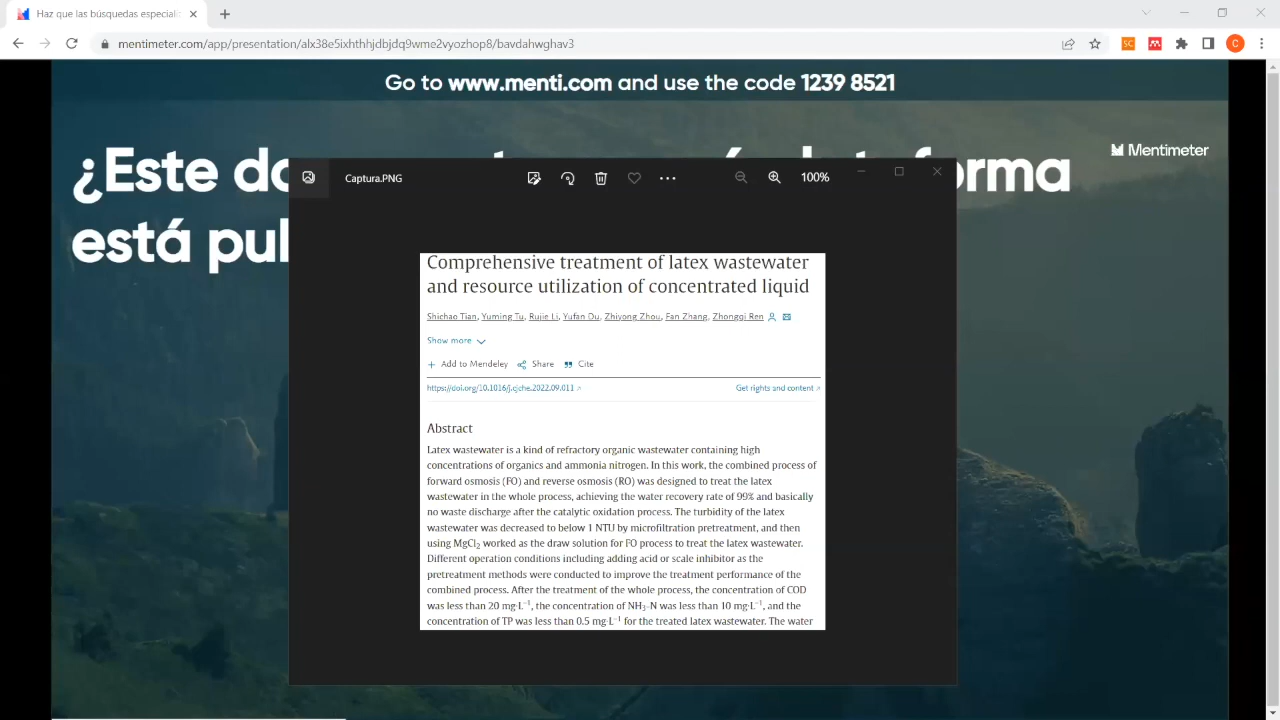 Haz que las búsquedas especiali
mentimeter.com/app/presentation/alx38e5ixhthhjdbjdq9wme2vyazhop8/bavdahwghav3
Go to www.menti.com and use the code 1239 8521
Mentimeter
¿Este
forma
está
Captura.PNG
100%
Comprehensive treatment of latex wastewater
and resource utilization of concentrated liquid
Shichao Tian, Yuming Tu, Rujie Li, Yufan Du, Zhiyong Zhou, Fan Zhang, Zhongqi Ren
Show more
Add to Mendeley Share Cite
https://doi.org/10.1016/j.cjche.2022.09.011
Get rights and content
Abstract
Latex wastewater is a kind of refractory organic wastewater containing high
concentrations of organics and ammonia nitrogen. In this work, the combined process of
forward osmosis (FO) and reverse osmosis (RO) was designed to treat the latex
wastewater in the whole process, achieving the water recovery rate of 99% and basically
no waste discharge after the catalytic oxidation process. The turbidity of the latex
wastewater was decreased to below 1 NTU by microfiltration pretreatment, and then
using MgCl₂ worked as the draw solution for FO process to treat the latex wastewater.
Different operation conditions including adding acid or scale inhibitor as the
pretreatment methods were conducted to improve the treatment performance of the
combined process. After the treatment of the whole process, the concentration of COD
was less than 20 mg·L⁻¹, the concentration of NH₃-N was less than 10 mg·L⁻¹, and the
concentration of TP was less than 0.5 mg·L⁻¹ for the treated latex wastewater. The water